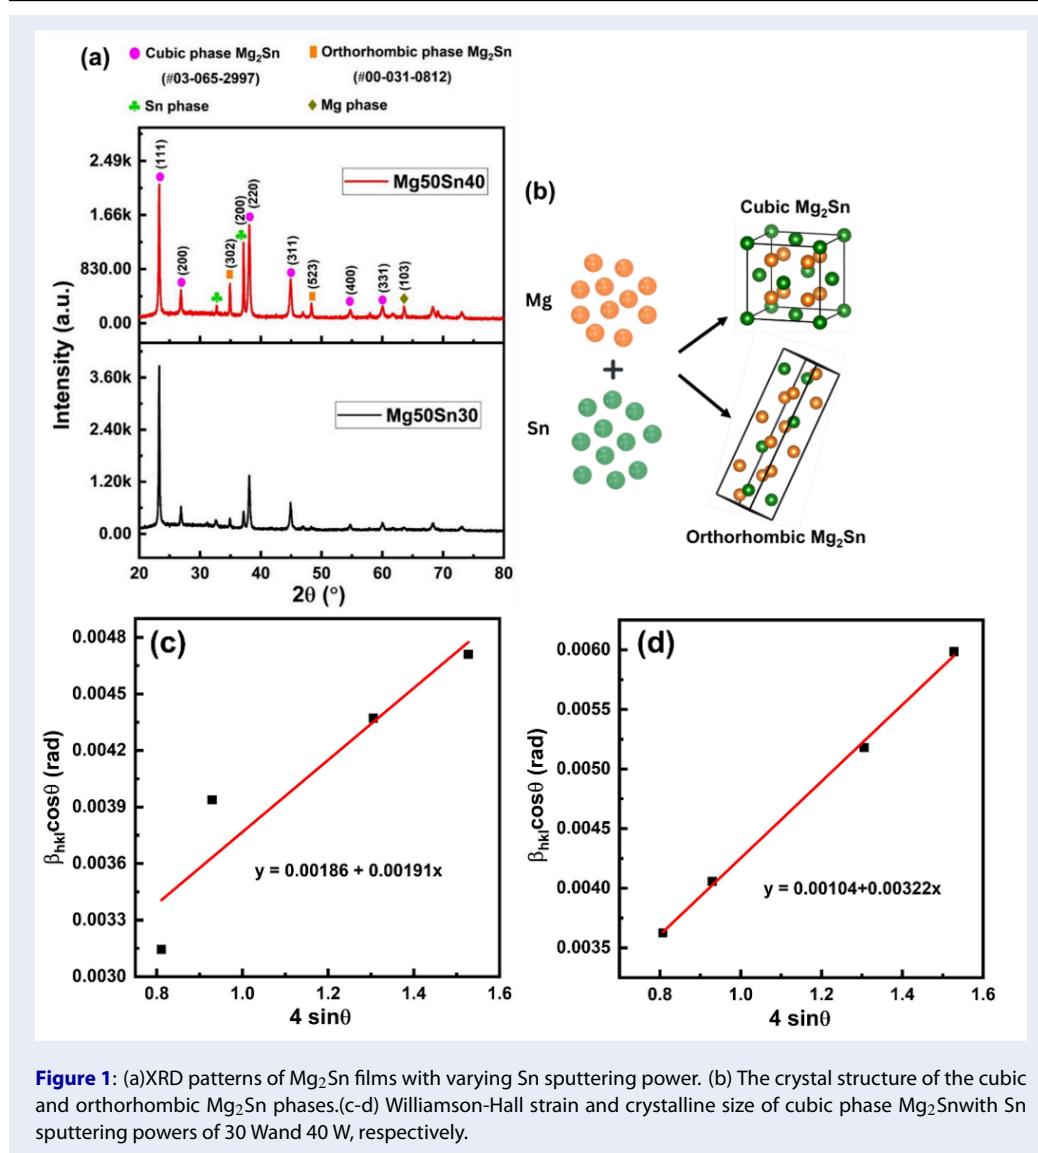 (a)
Cubic phase Mg₂Sn
(#03-065-2997)
Orthorhombic phase Mg₂Sn
(#00-031-0812)
Sn phase
Mg phase
Intensity (a.u.)
2.49k
1.66k
830.00
0.00
(111)
(200)
(302)
(200)
(220)
(311)
(523)
(400)
(331)
(103)
Mg50Sn40
3.60k
2.40k
1.20k
0.00
Mg50Sn30
20 30 40 50 60 70 80
2θ (°)
(b)
Mg
+
Sn
Cubic Mg₂Sn
Orthorhombic Mg₂Sn
(c)
βhklcosθ (rad)
0.0048
0.0045
0.0042
0.0039
0.0036
0.0033
0.0030
y = 0.00186 + 0.00191x
0.8 1.0 1.2 1.4 1.6
4 sinθ
(d)
βhklcosθ (rad)
0.0060
0.0055
0.0050
0.0045
0.0040
0.0035
y = 0.00104+0.00322x
0.8 1.0 1.2 1.4 1.6
4 sinθ
Figure 1: (a)XRD patterns of Mg₂Sn films with varying Sn sputtering power. (b) The crystal structure of the cubic
and orthorhombic Mg₂Sn phases.(c-d) Williamson-Hall strain and crystalline size of cubic phase Mg₂Snwith Sn
sputtering powers of 30 Wand 40 W, respectively.